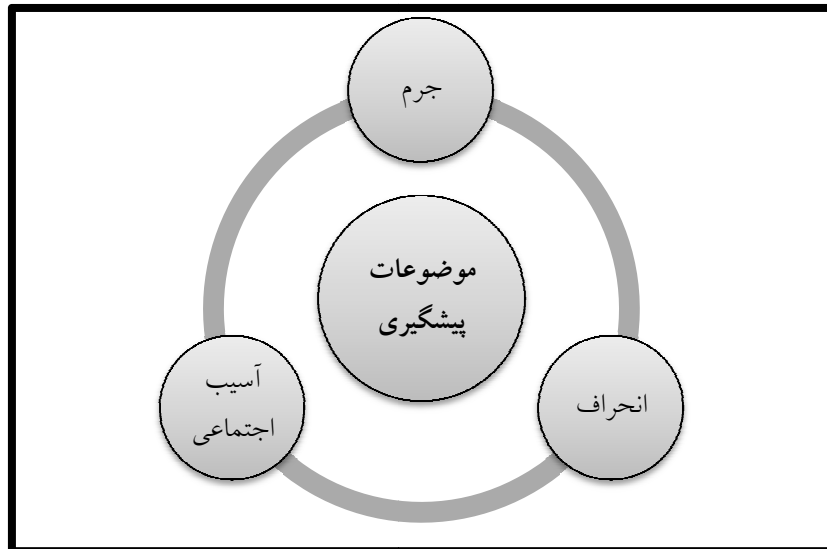 جرم
موضوعات
پیشگیری
انحراف
آسیب
اجتماعی